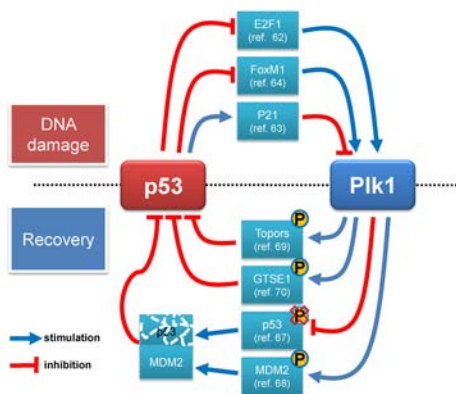 E2F1
(ref. 62)
FoxM1
(ref. 64)
P21
(ref. 63)
DNA
damage
p53
Plk1
Recovery
P
Topors
(ref. 69)
P
GTSE1
(ref. 70)
P
p53
(ref. 67)
p53
MDM2
P
MDM2
(ref. 68)
stimulation
inhibition